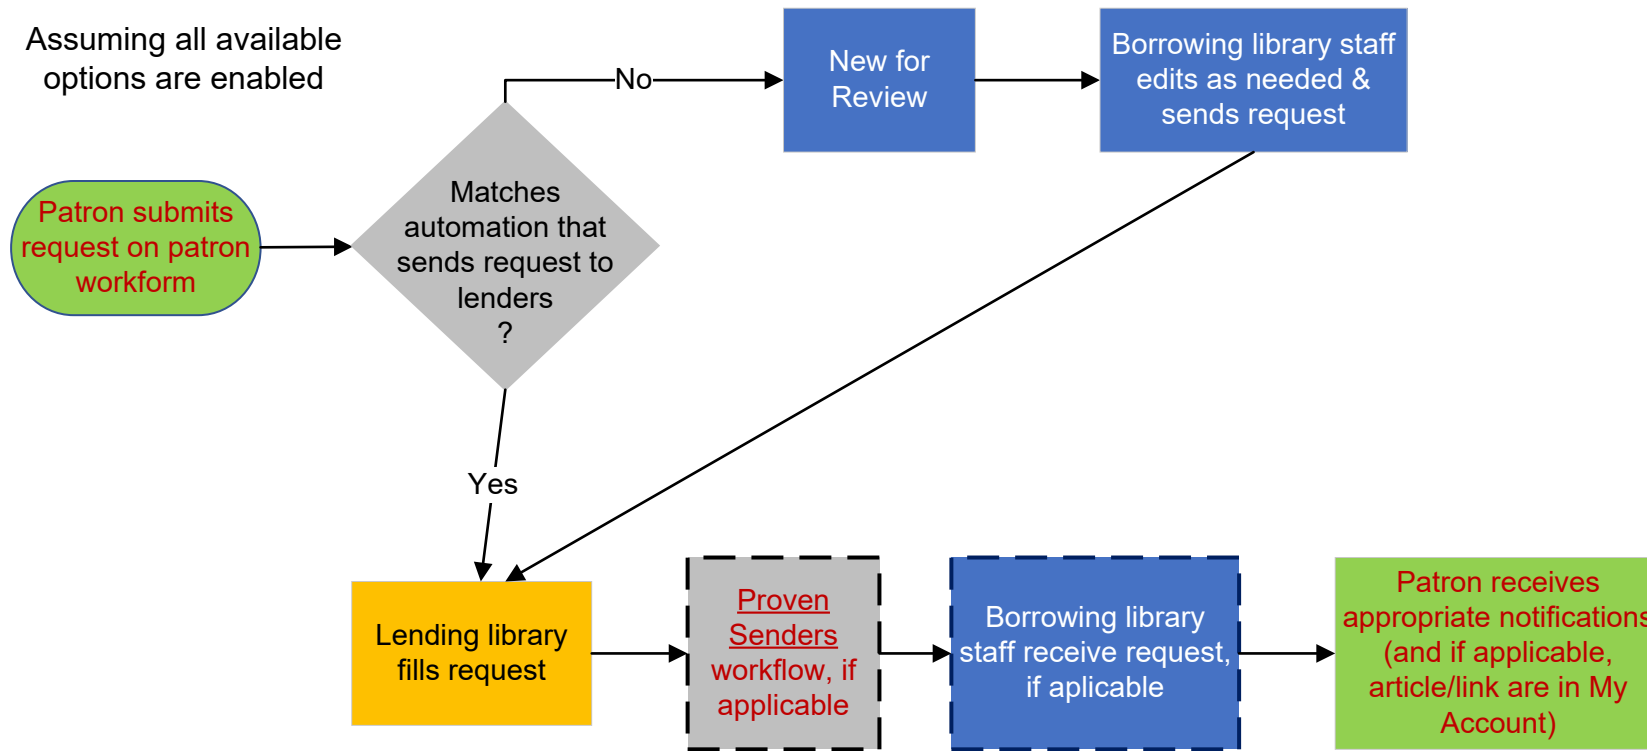 Assuming all available
options are enabled
No
New for
Review
Borrowing library staff
edits as needed &
sends request
Patron submits
request on patron
workform
Matches
automation that
sends request to
lenders
?
Yes
Lending library
fills request
Proven
Senders
workflow, if
applicable
Borrowing library
staff receive request,
if aplicable
Patron receives
appropriate notifications
(and if applicable,
article/link are in My
Account)